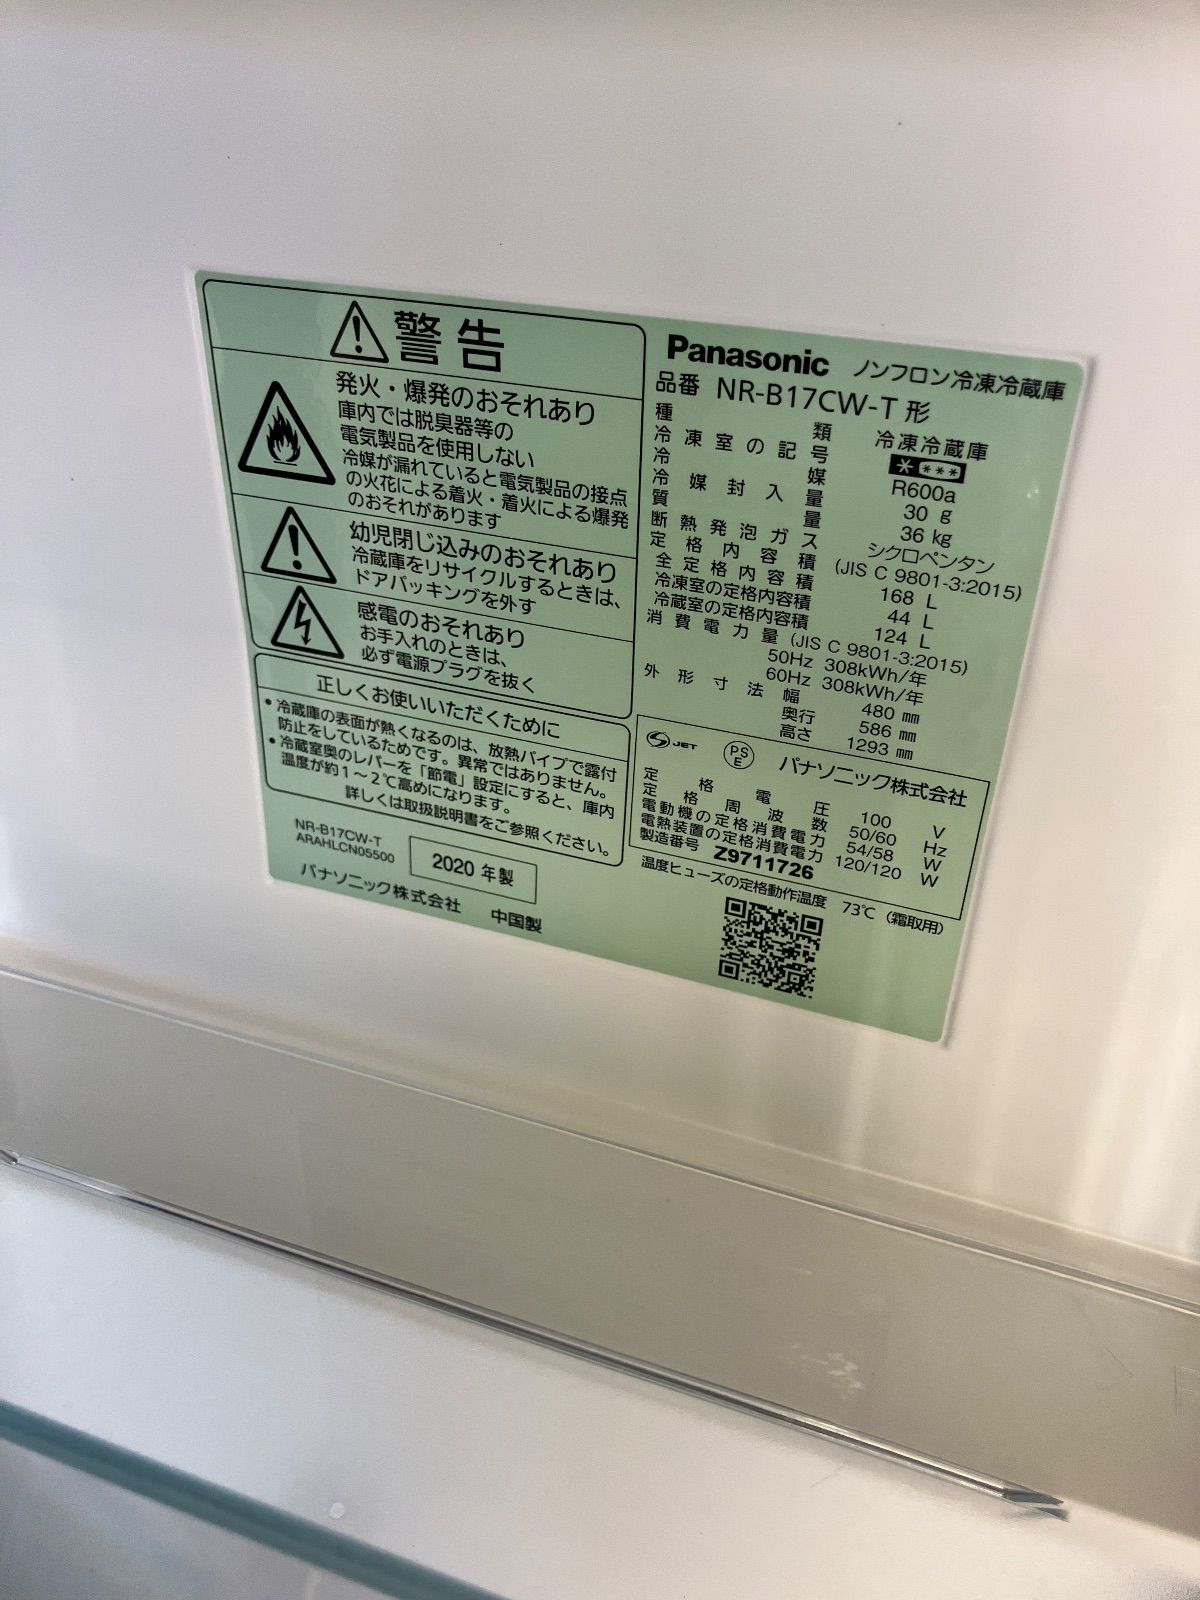 警告
発火・爆発のおそれあり
庫内では脱臭器等の
電気製品を使用しない
冷媒が漏れていると電気製品の接点
の火花による着火・着火による爆発
のおそれがあります
幼児閉じ込みのおそれあり
冷蔵庫をリサイクルするときは、
ドアパッキングを外す
感電のおそれあり
お手入れのときは、
必ず電源プラグを抜く
正しくお使いいただくために
• 冷蔵庫の表面が熱くなるのは、放熱パイプで露付
防止をしているためです。異常ではありません。
• 冷蔵室奥のレバーを「節電」設定にすると、庫内
温度が約1～2℃高めになります。
詳しくは取扱説明書をご参照ください。
NR-B17CW-T
ARAHLCN05500
2020 年製
パナソニック株式会社 中国製
Panasonic ノンフロン冷凍冷蔵庫
品番 NR-B17CW-T 形
種類 冷凍冷蔵庫
冷凍室の記号 * ***
冷媒 R600a
冷媒封入量 30 g
質量 36 kg
断熱発泡ガス シクロペンタン
定格内容積 (JIS C 9801-3:2015)
全定格内容積 168 L
冷凍室の定格内容積 44 L
冷蔵室の定格内容積 124 L
消費電力量 (JIS C 9801-3:2015)
50Hz 308kWh/年
60Hz 308kWh/年
外形寸法 幅 480 mm
奥行 586 mm
高さ 1293 mm
S JET PSE パナソニック株式会社
定格電圧 100 V
定格周波数 50/60 Hz
電動機の定格消費電力 54/58 W
電熱装置の定格消費電力 120/120 W
製造番号 Z9711726
温度ヒューズの定格動作温度 73℃ (霜取用)